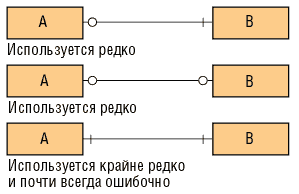 A B
Используется редко
A B
Используется редко
A B
Используется крайне редко
и почти всегда ошибочно